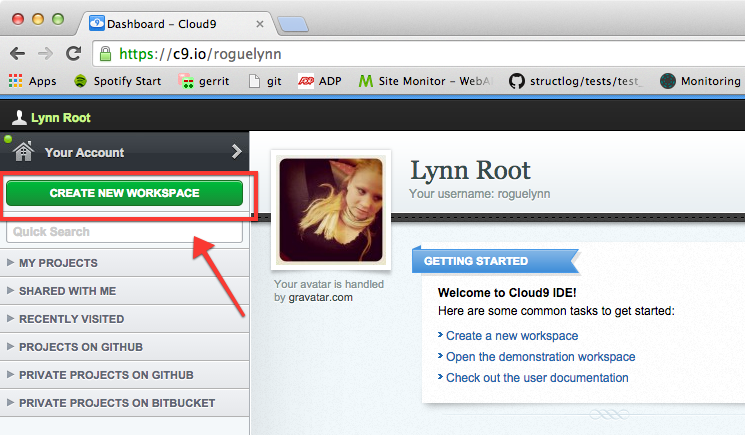 Dashboard - Cloud9
https://c9.io/roguelynn
Apps Spotify Start gerrit git ADP Site Monitor - WebA structlog/tests/test_ Monitoring
Lynn Root
Your Account
CREATE NEW WORKSPACE
Quick Search
MY PROJECTS
SHARED WITH ME
RECENTLY VISITED
PROJECTS ON GITHUB
PRIVATE PROJECTS ON GITHUB
PRIVATE PROJECTS ON BITBUCKET
Lynn Root
Your username: roguelynn
Your avatar is handled
by gravatar.com
GETTING STARTED
Welcome to Cloud9 IDE!
Here are some common tasks to get started:
Create a new workspace
Open the demonstration workspace
Check out the user documentation